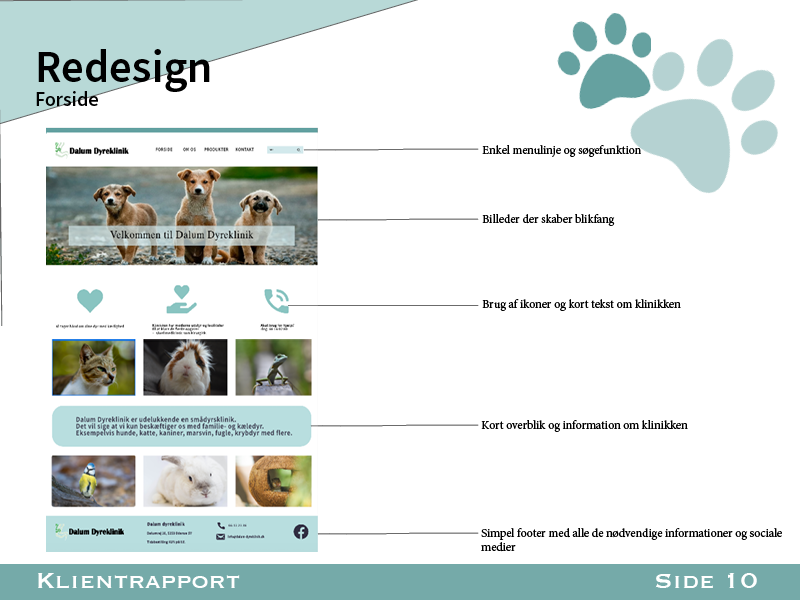 Redesign
Forside
Dalum Dyreklinik
FORSIDE OM OS PRODUKTER KONTAKT
Enkel menulinje og søgefunktion
Velkommen til Dalum Dyreklinik
Billeder der skaber blikfang
Brug af ikoner og kort tekst om klinikken
Dalum Dyreklinik er udelukkende en smådyrsklinik.
Det vil sige at vi kun beskæftiger os med familie- og kæledyr.
Eksempelvis hunde, katte, kaniner, marsvin, fugle, krybdyr med flere.
Kort overblik og information om klinikken
Dalum Dyreklinik
Dalum dyreklinik
Simpel footer med alle de nødvendige informationer og sociale
medier
Klientrapport
Side 10